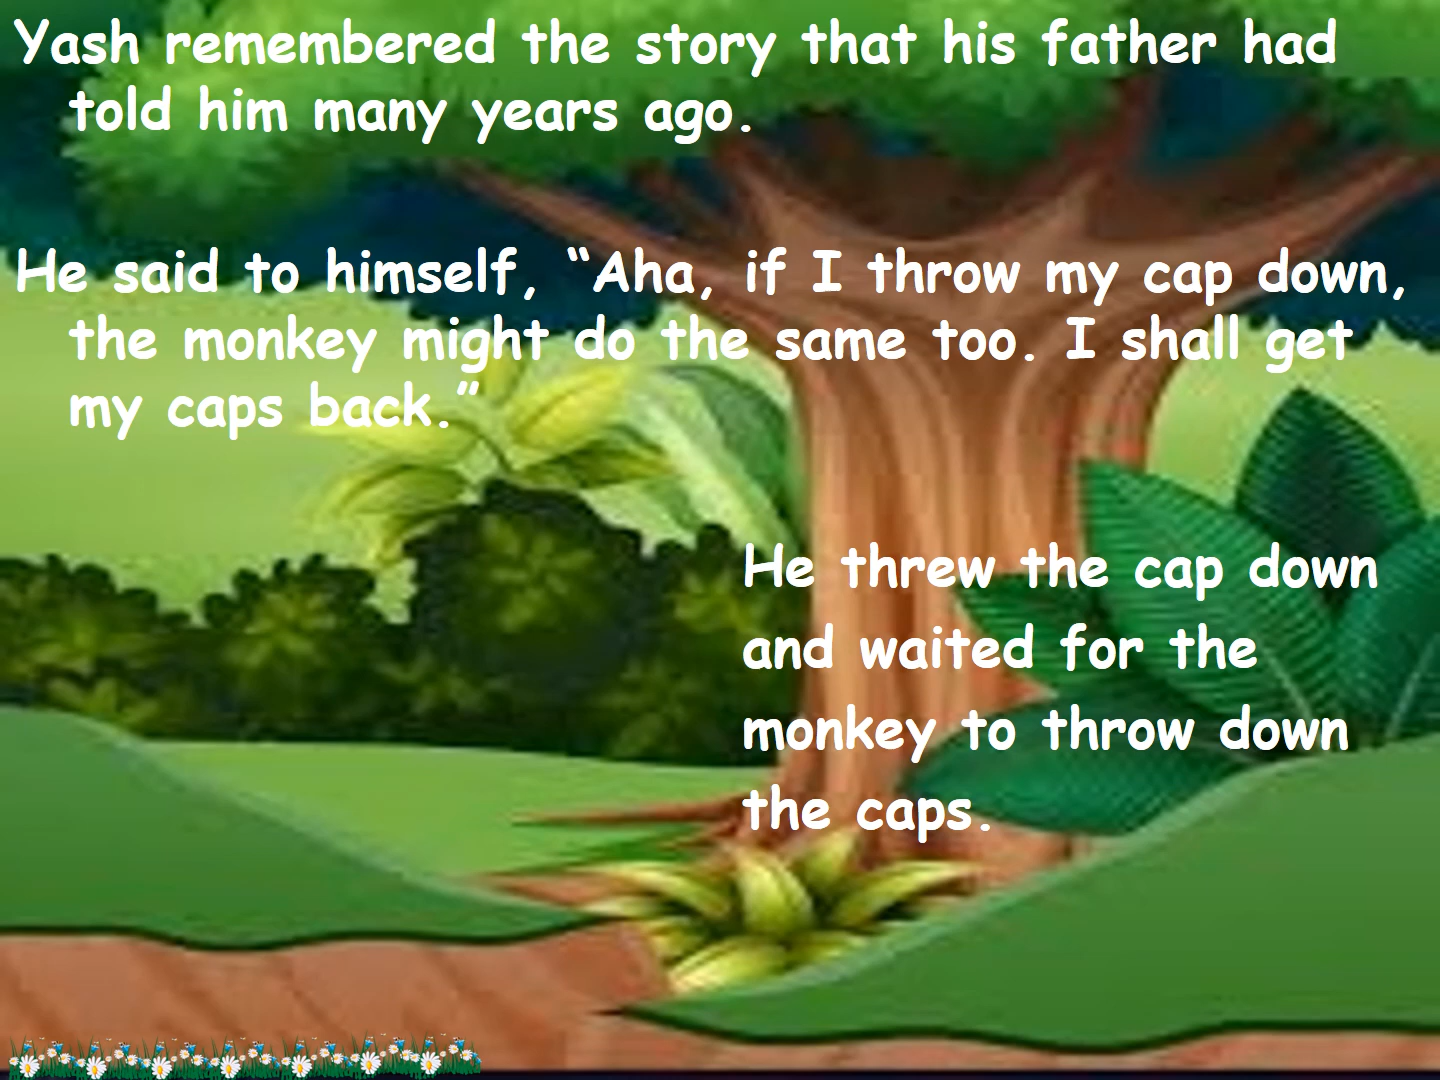 Yash remembered the story that his father had
told him many years ago.
He said to himself, “Aha, if I throw my cap down,
the monkey might do the same too. I shall get
my caps back.”
He threw the cap down
and waited for the
monkey to throw down
the caps.